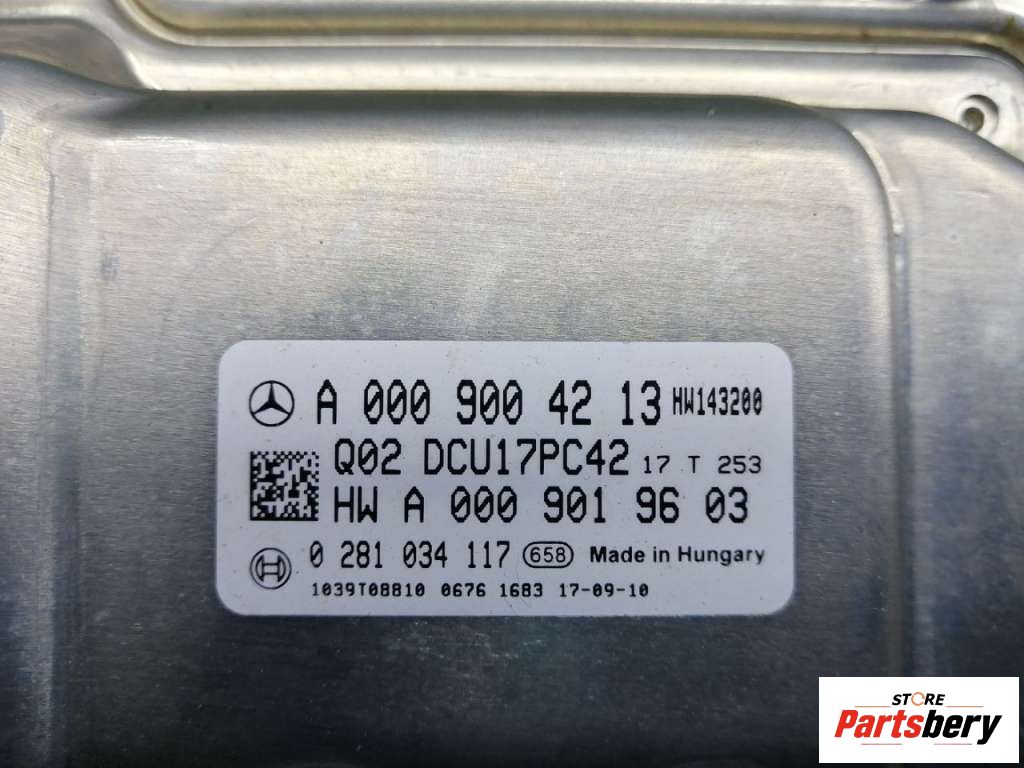 A 000 900 42 13 HW143200
Q02 DCU17PC42 17 T 253
HW A 000 901 96 03
0 281 034 117 658 Made in Hungary
1039T08810 0676 1683 17-09-10
STORE
Partsbery